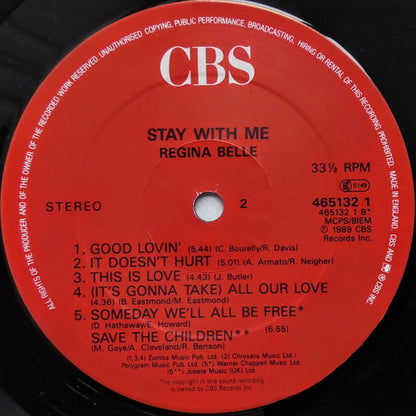 ALL RIGHTS OF THE PRODUCER AND OF THE OWNER OF THE RECORDED WORK RESERVED. UNAUTHORISED COPYING, PUBLIC PERFORMANCE, BROADCASTING, HIRING OR RENTAL OF THIS RECORDING PROHIBITED. MADE IN ENGLAND. CBS AND ® CBS INC.
CBS
STAY WITH ME
REGINA BELLE
33⅓ RPM
LC 0149
STEREO
2
465132 1
465132 1 B*
MCPS/BIEM
℗ 1989 CBS
Records Inc.
1. GOOD LOVIN' (5.44) (C. Bourelly/R. Davis)
2. IT DOESN'T HURT (5.01) (A. Armato/R. Neigher)
3. THIS IS LOVE (4.43) (J. Butler)
4. (IT'S GONNA TAKE) ALL OUR LOVE
(4.36) (B. Eastmond/M. Eastmond)
5. SOMEDAY WE'LL ALL BE FREE*
(D. Hathaway/E. Howard)
(6.55)
SAVE THE CHILDREN**
(M. Gaye/A. Cleveland/R. Benson)
(1,3,4) Zomba Music Pub. Ltd. (2) Chrysalis Music Ltd/
Polygram Music Pub. Ltd. (5*) Warner Chappell Music Ltd/
(5**) Jobete Music (UK) Ltd.
The copyright in this sound recording
is owned by CBS Records Inc.